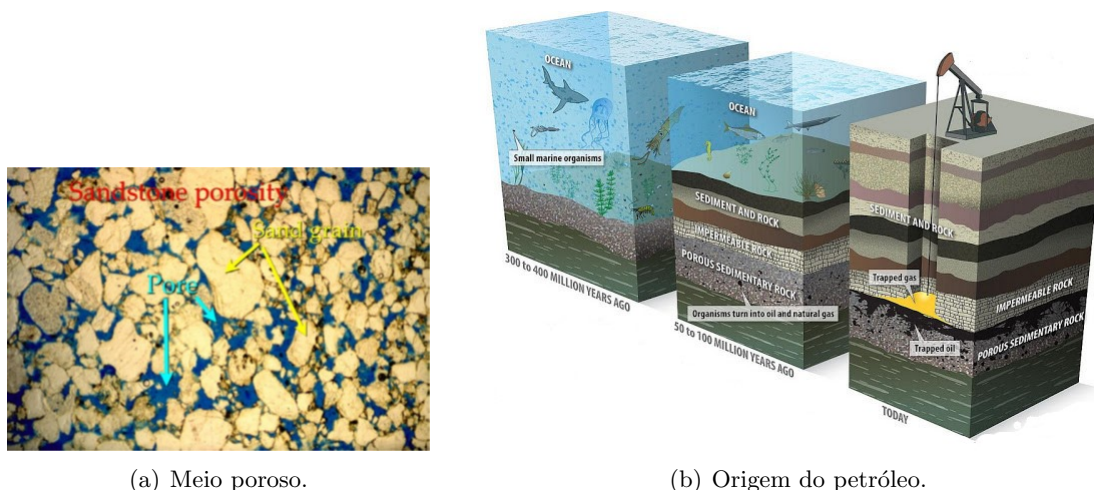 Sandstone porosity
Sand grain
Pore
(a) Meio poroso.
OCEAN
Small marine organisms
300 to 400 MILLION YEARS AGO
OCEAN
SEDIMENT AND ROCK
IMPERMEABLE ROCK
POROUS SEDIMENTARY ROCK
Organisms turn into oil and natural gas
50 to 100 MILLION YEARS AGO
SEDIMENT AND ROCK
Trapped gas
IMPERMEABLE ROCK
Trapped oil
POROUS SEDIMENTARY ROCK
TODAY
(b) Origem do petróleo.